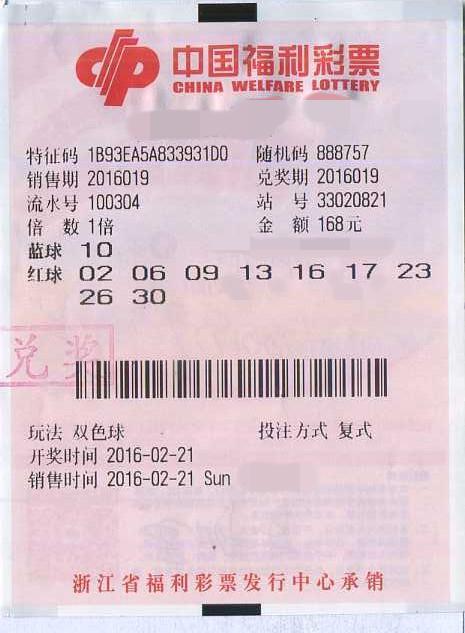 中国福利彩票
CHINA WELFARE LOTTERY
特征码 1B93EA5A833931D0 随机码 888757
销售期 2016019 兑奖期 2016019
流水号 100304 站 号 33020821
倍 数 1倍 金 额 168元
蓝球 10
红球 02 06 09 13 16 17 23
26 30
兑奖
玩法 双色球 投注方式 复式
开奖时间 2016-02-21
销售时间 2016-02-21 Sun
浙江省福利彩票发行中心承销